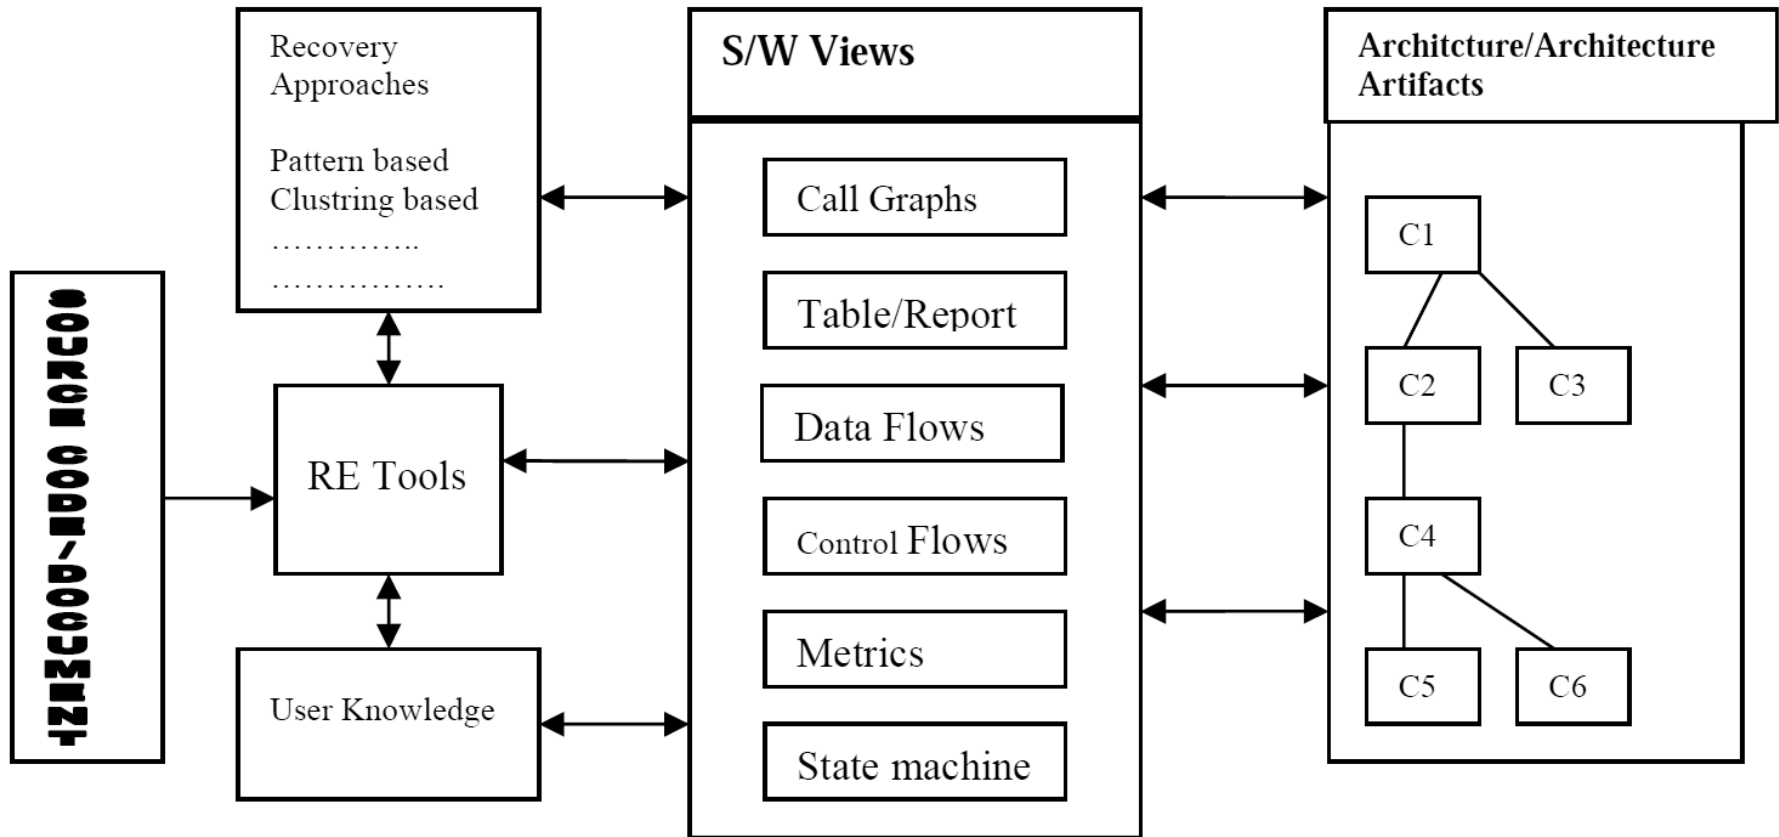 SOURCE CODE/DOCUMENT
Recovery
Approaches
Pattern based
Clustring based
…………..
…………….
RE Tools
User Knowledge
S/W Views
Call Graphs
Table/Report
Data Flows
Control Flows
Metrics
State machine
Architcture/Architecture
Artifacts
C1
C2
C3
C4
C5
C6